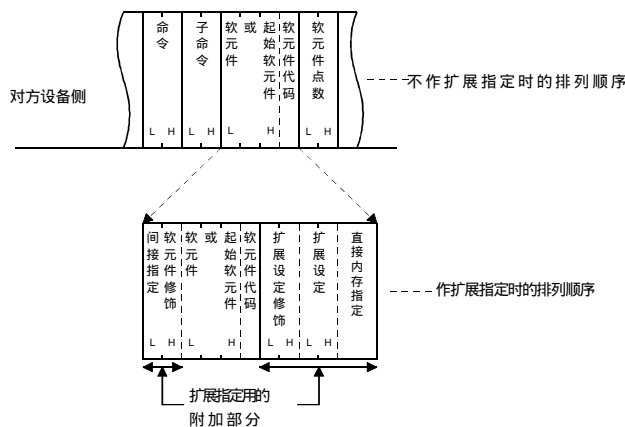 命令
子命令
软元件
或
起始软元件
软元件代码
软元件点数
L H L H L H L H
对方设备侧
不作扩展指定时的排列顺序
间接指定
软元件修饰
软元件
或
起始软元件
软元件代码
扩展设定修饰
扩展设定
直接内存指定
L H L H L H L H
作扩展指定时的排列顺序
扩展指定用的
附加部分